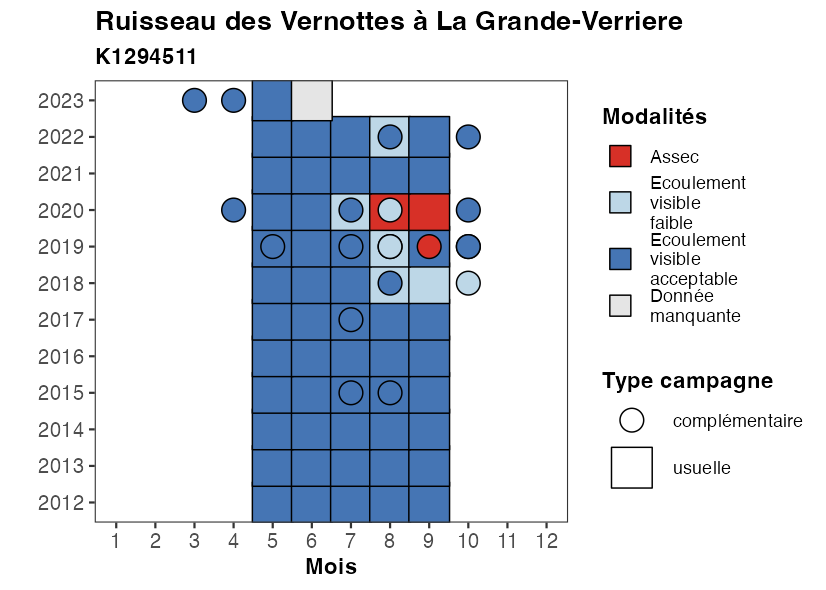 Ruisseau des Vernottes à La Grande-Verriere
K1294511
2023
2022
2021
2020
2019
2018
2017
2016
2015
2014
2013
2012
1 2 3 4 5 6 7 8 9 10 11 12
Mois
Modalités
Assec
Ecoulement
visible
faible
Ecoulement
visible
acceptable
Donnée
manquante
Type campagne
complémentaire
usuelle